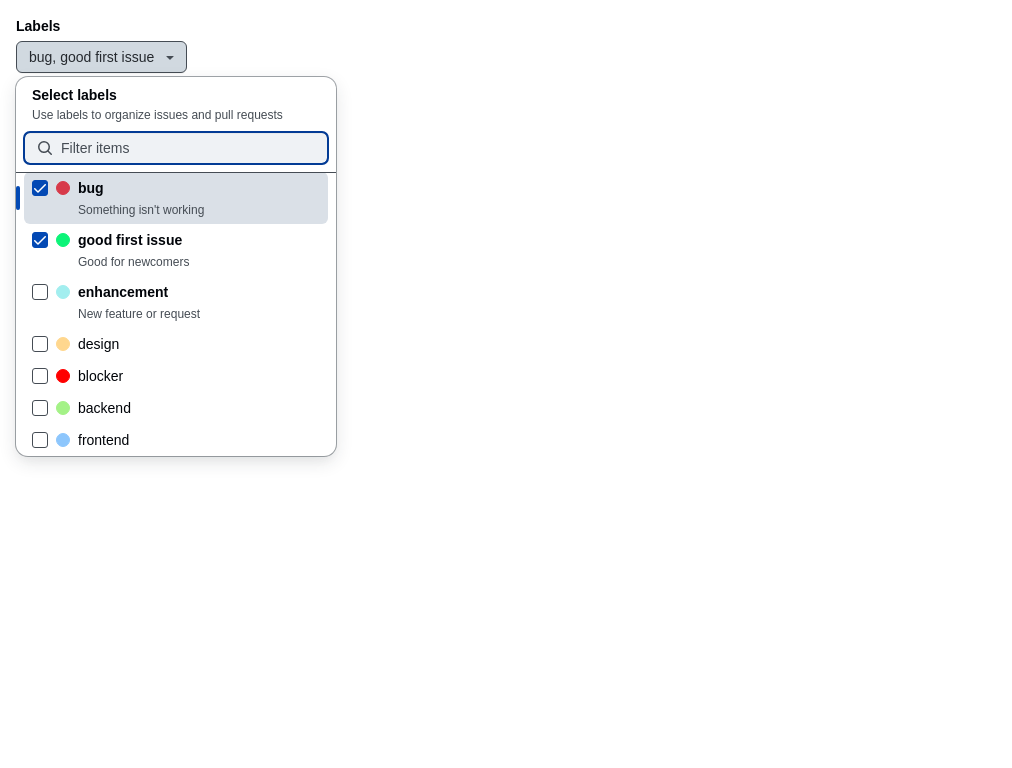 Labels
bug, good first issue
Select labels
Use labels to organize issues and pull requests
Filter items
bug
Something isn't working
good first issue
Good for newcomers
enhancement
New feature or request
design
blocker
backend
frontend